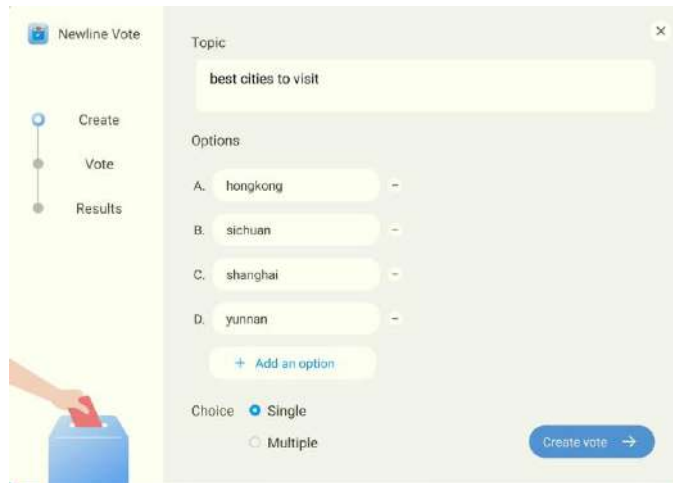 Newline Vote
Create
Vote
Results
Topic
best cities to visit
Options
A. hongkong
B. sichuan
C. shanghai
D. yunnan
+ Add an option
Choice Single
Multiple
Create vote